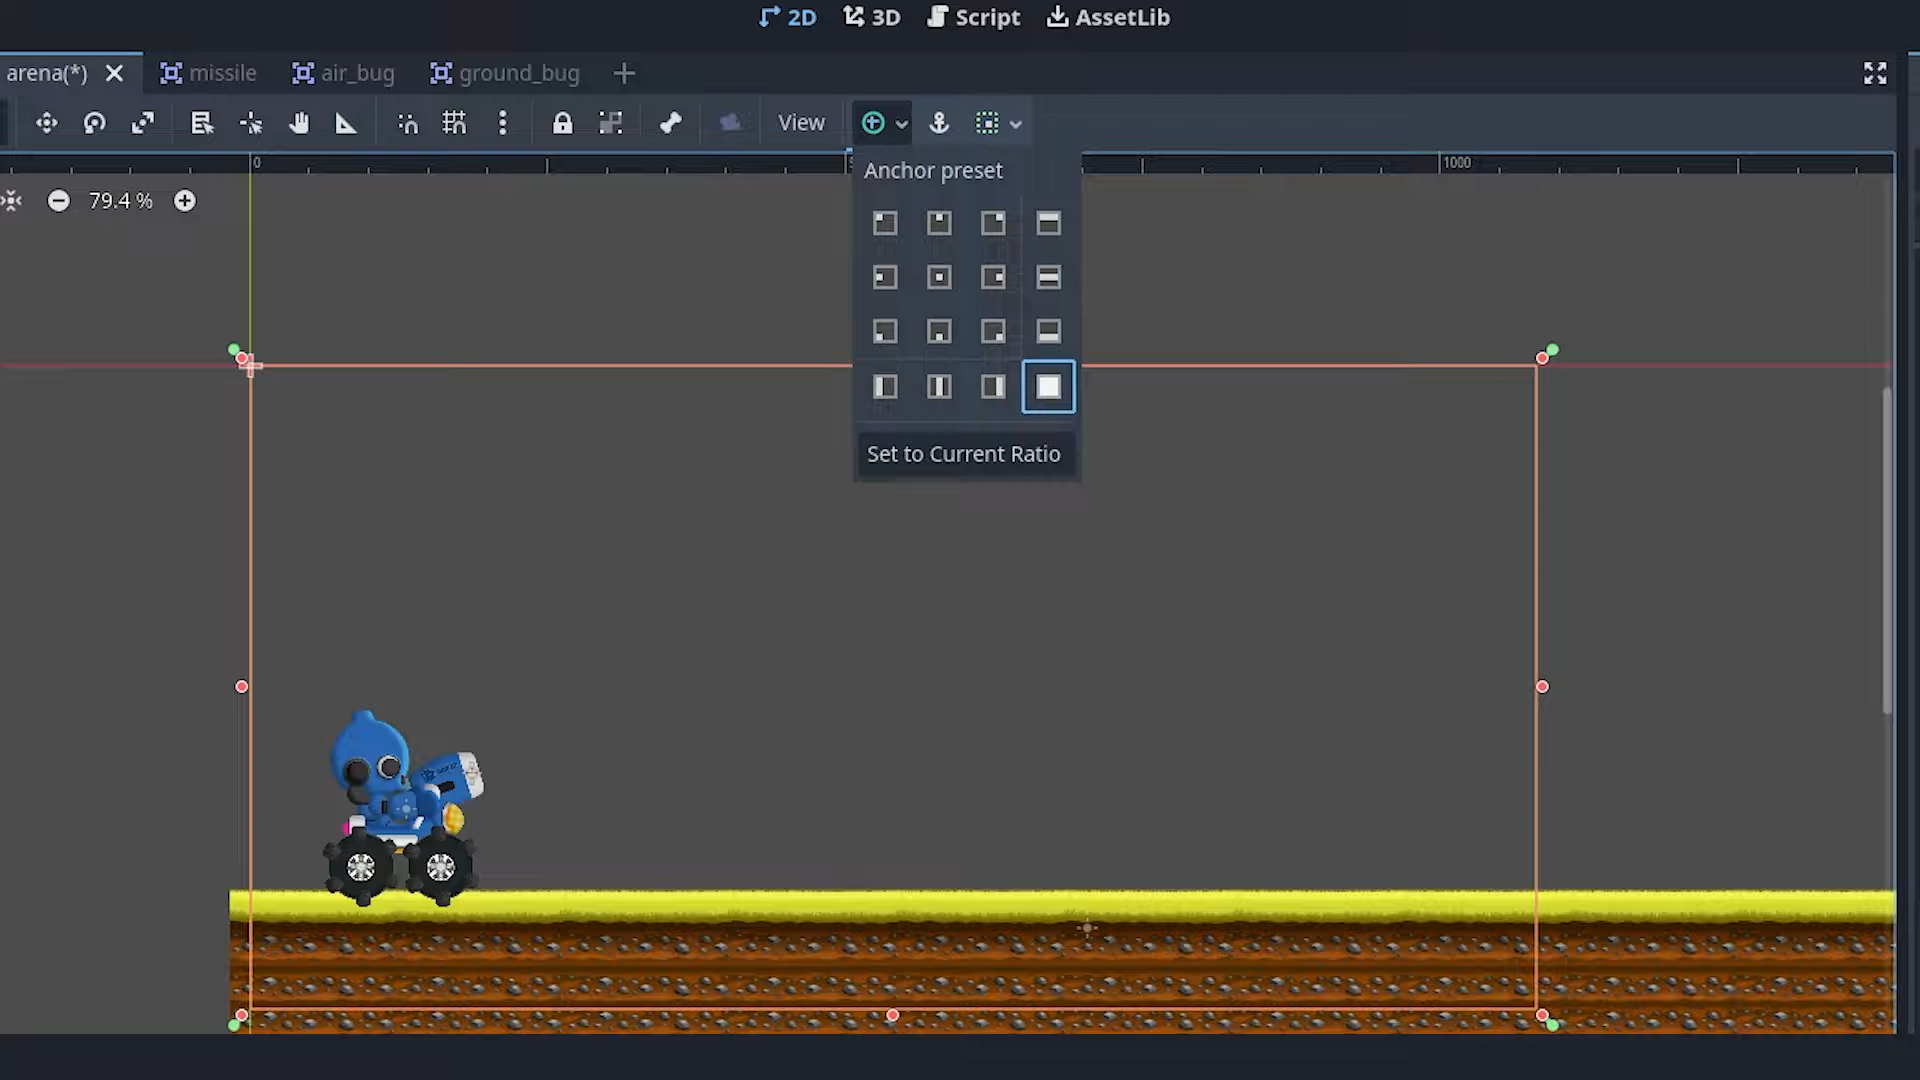 2D 3D Script AssetLib
arena(*) missile air_bug ground_bug
View
0 1000
Anchor preset
79.4 %
Set to Current Ratio